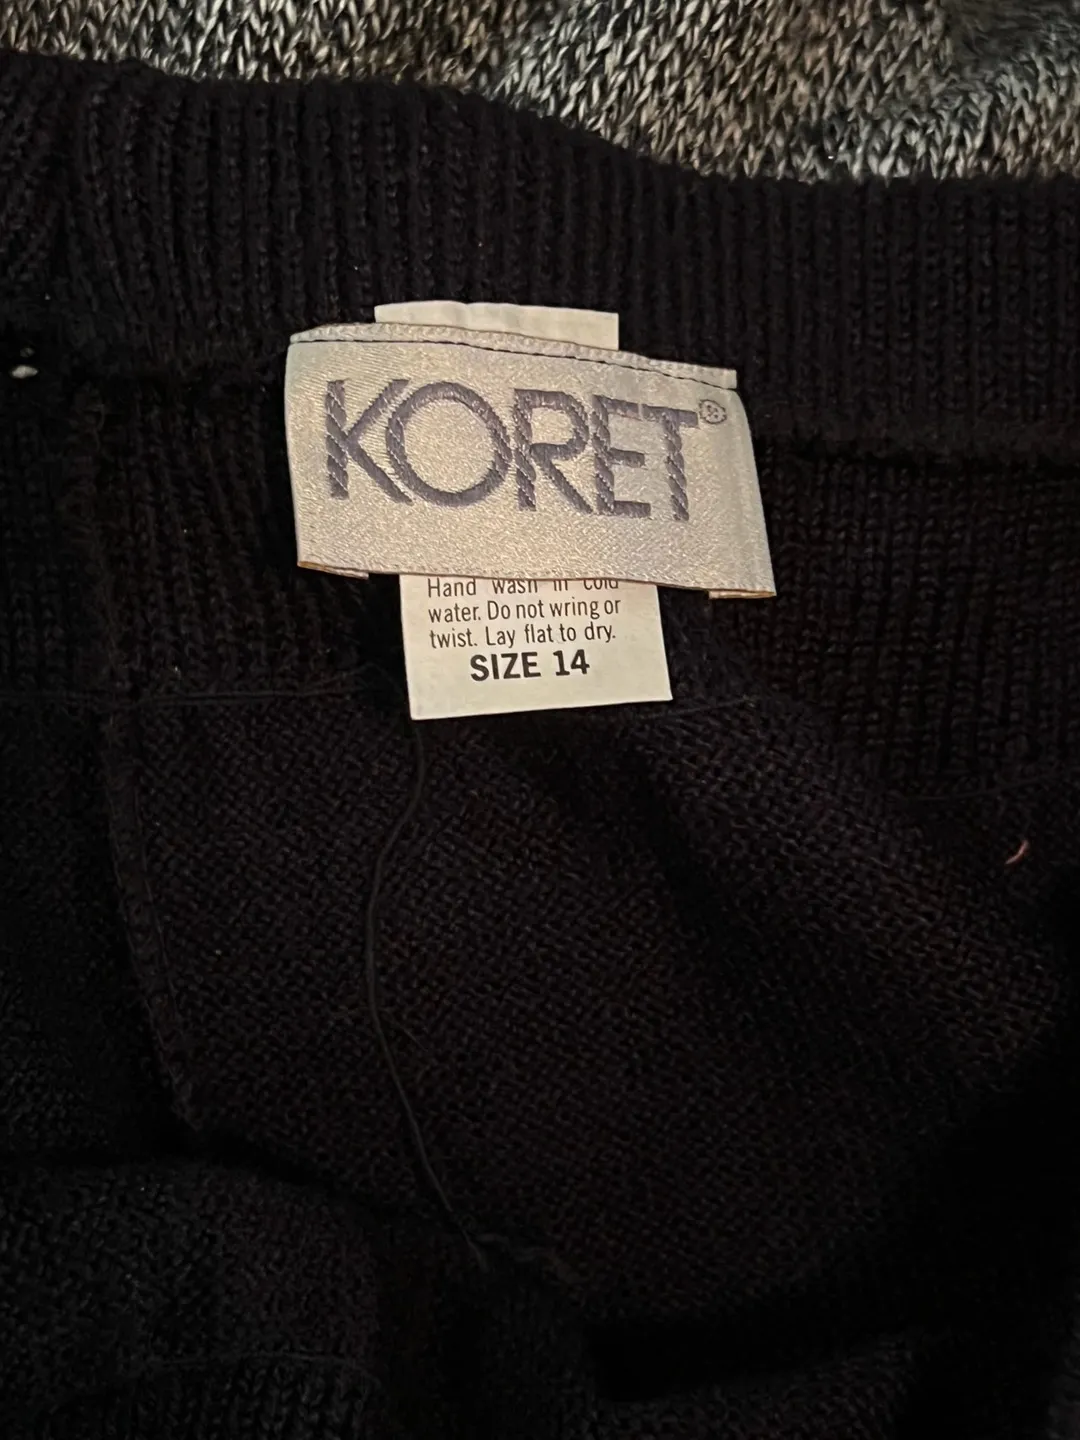 KORET®
Hand wash in cold
water. Do not wring or
twist. Lay flat to dry.
SIZE 14